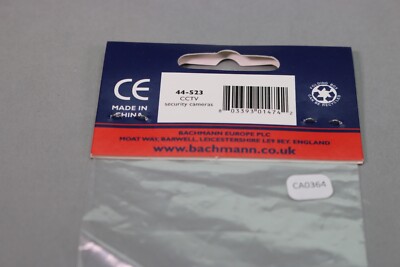 CE
MADE IN
CHINA
44-523
CCTV
security cameras
BACHMANN EUROPE PLC
MOAT WAY, BARWELL, LEICESTERSHIRE LE9 8EY. ENGLAND
www.bachmann.co.uk
CA0364